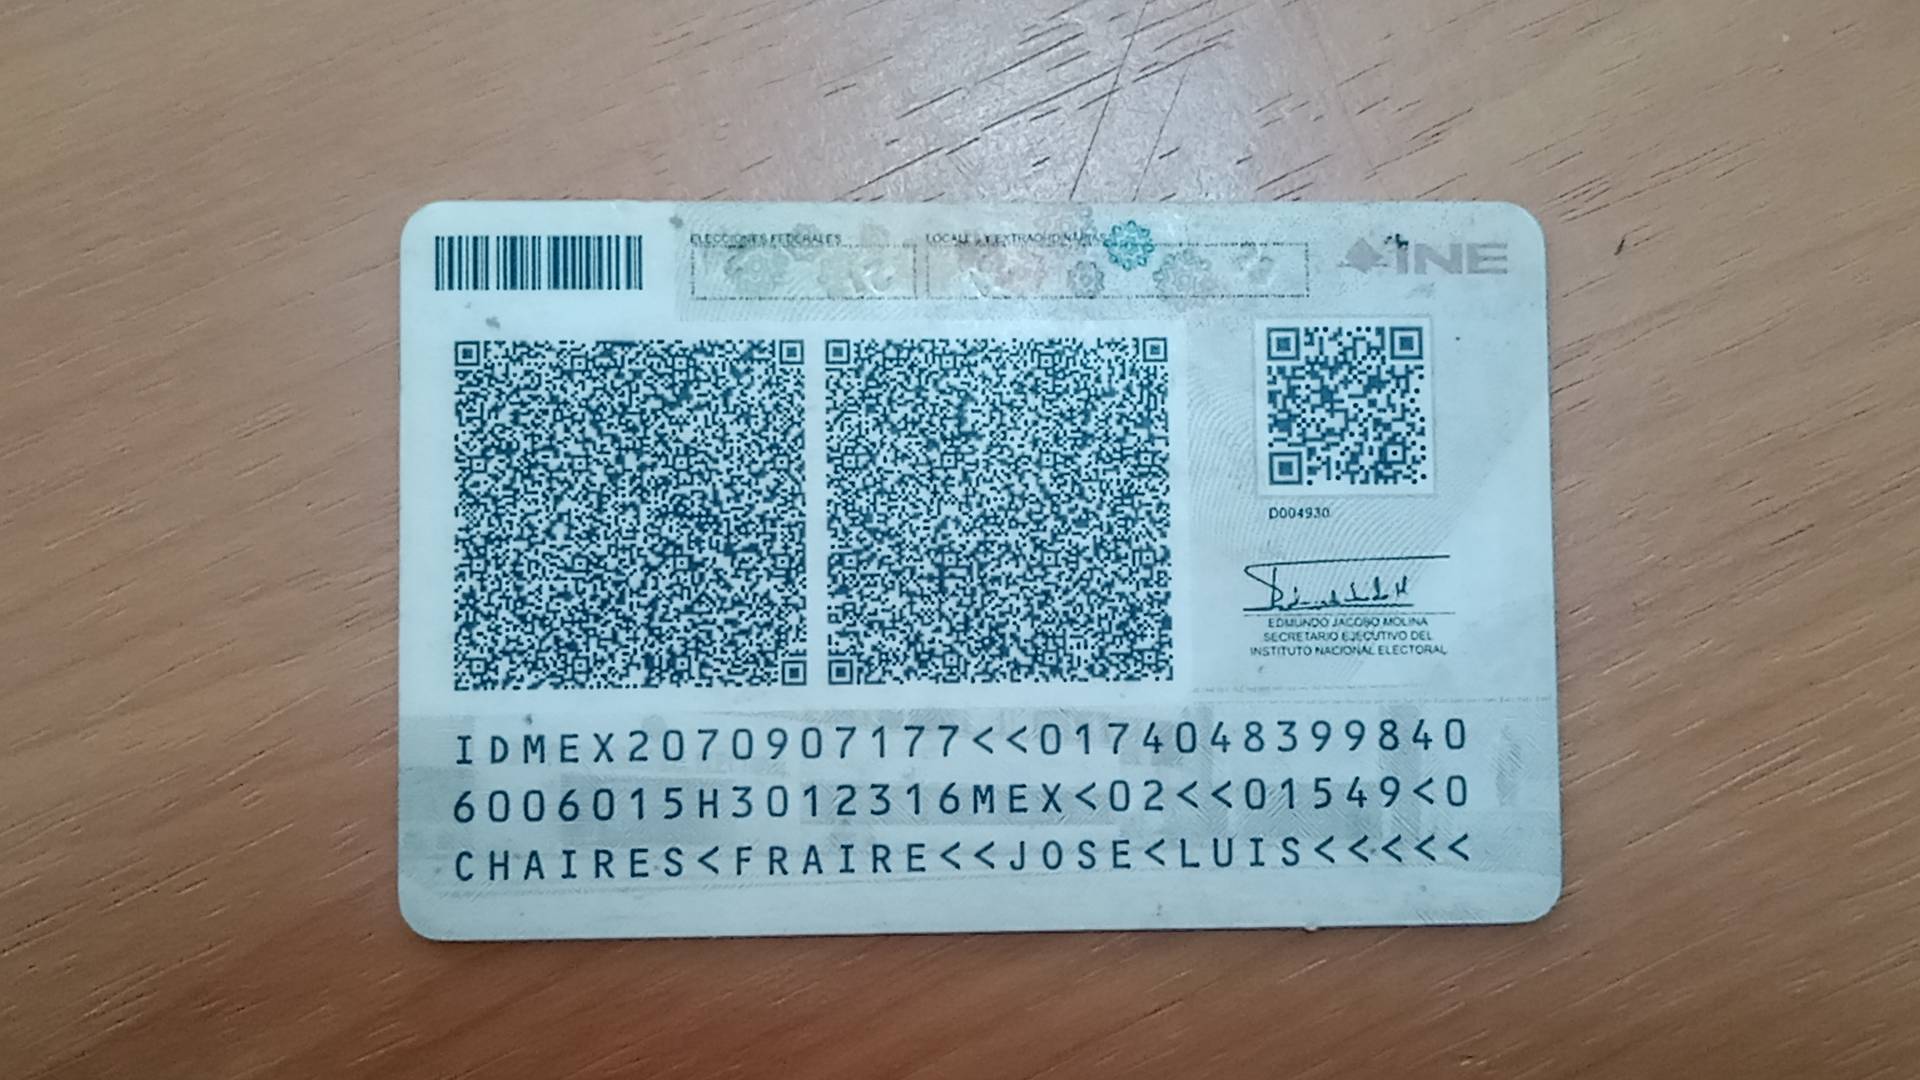 ELECCIONES FEDERALES
LOCALES Y EXTRAORDINARIAS
INE
D004930
EDMUNDO JACOBO MOLINA
SECRETARIO EJECUTIVO DEL
INSTITUTO NACIONAL ELECTORAL
IDMEX2070907177<<0174048399840
6006015H3012316MEX<02<<01549<0
CHAIRES<FRAIRE<<JOSE<LUIS<<<<<